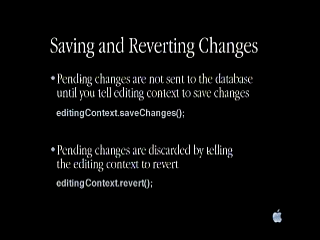 Saving and Reverting Changes
• Pending changes are not sent to the database
until you tell editing context to save changes
editingContext.saveChanges();
• Pending changes are discarded by telling
the editing context to revert
editingContext.revert();